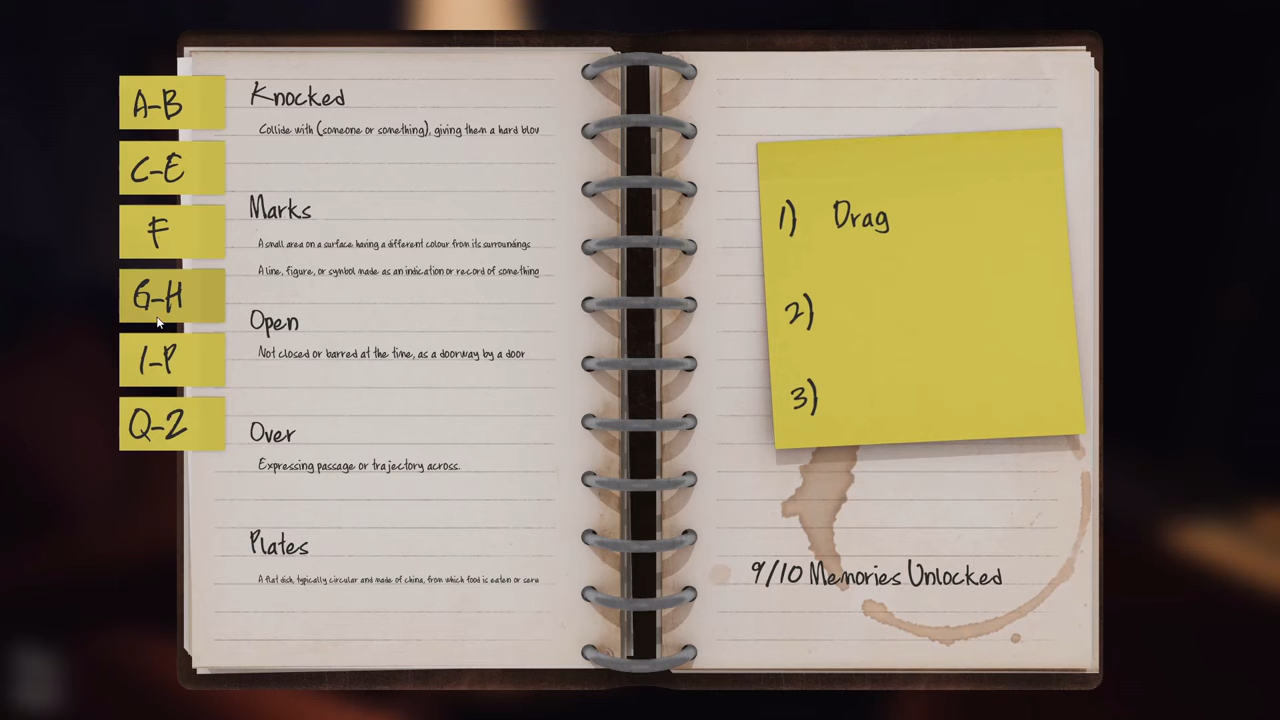 A-B
C-E
F
G-H
I-P
Q-Z
Knocked
Collide with (someone or something), giving them a hard blow
Marks
A small area on a surface having a different colour from its surroundings
A line, figure, or symbol made as an indication or record of something
Open
Not closed or barred at the time, as a doorway by a door
Over
Expressing passage or trajectory across.
Plates
A flat dish, typically circular and made of china, from which food is eaten or serv
1) Drag
2)
3)
9/10 Memories Unlocked